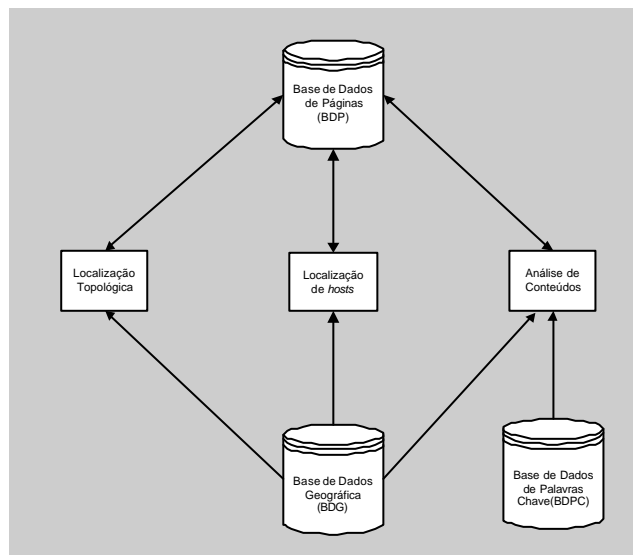 Base de Dados
de Páginas
(BDP)
Localização
Topológica
Localização
de hosts
Análise de
Conteúdos
Base de Dados
Geográfica
(BDG)
Base de Dados
de Palavras
Chave(BDPC)